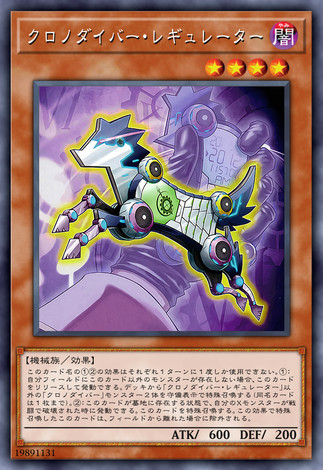 クロノダイバー・レギュレーター
闇
【機械族／効果】
このカード名の①②の効果はそれぞれ１ターンに１度しか使用できない。①：
自分フィールドにこのカード以外のモンスターが存在しない場合、このカード
をリリースして発動できる。デッキから「クロノダイバー・レギュレーター」以
外の「クロノダイバー」モンスター２体を守備表示で特殊召喚する（同名カード
は１枚まで）。②：このカードが墓地に存在する状態で、自分のXモンスターが戦
闘で破壊された時に発動できる。このカードを特殊召喚する。この効果で特殊
召喚したこのカードは、フィールドから離れた場合に除外される。
ATK/ 600 DEF/ 200
19891131